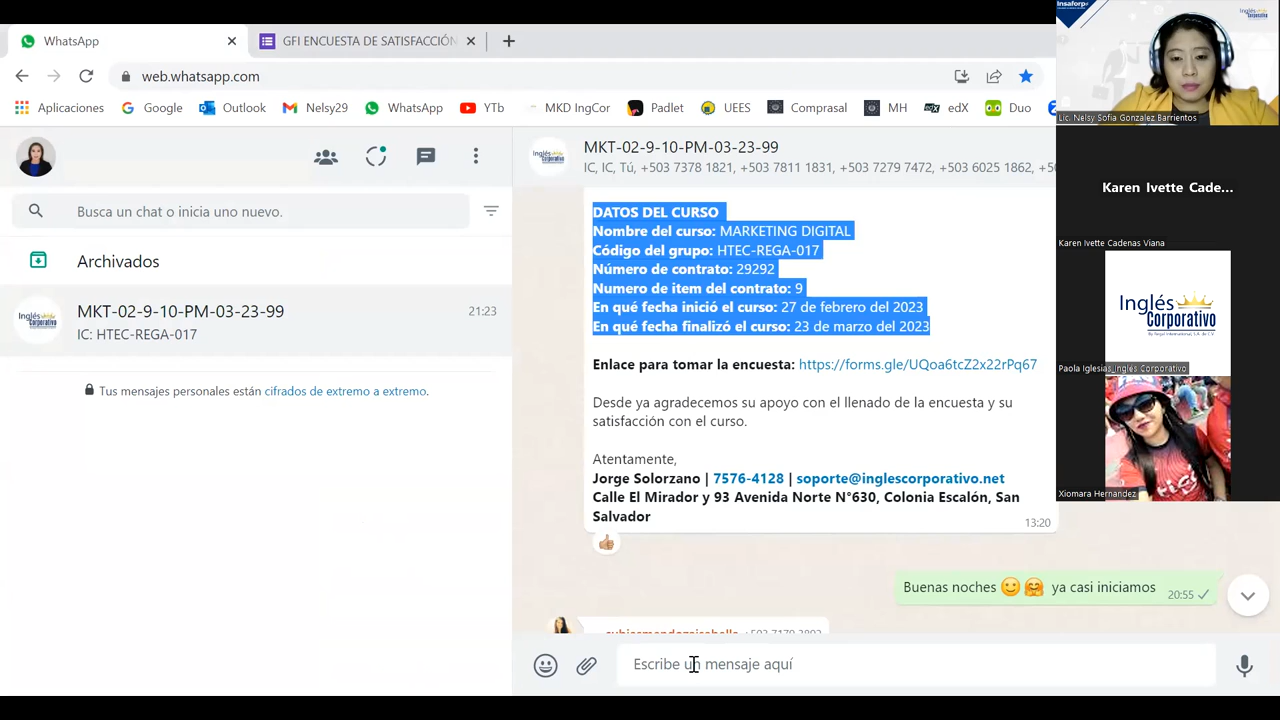 WhatsApp
GFI ENCUESTA DE SATISFACCIÓN
web.whatsapp.com
Aplicaciones
Google
Outlook
Nelsy29
WhatsApp
YTb
MKD IngCor
Padlet
UEES
Comprasal
MH
edX
Duo
Busca un chat o inicia uno nuevo.
Archivados
MKT-02-9-10-PM-03-23-99
21:23
IC: HTEC-REGA-017
Tus mensajes personales están cifrados de extremo a extremo.
MKT-02-9-10-PM-03-23-99
IC, IC, Tú, +503 7378 1821, +503 7811 1831, +503 7279 7472, +503 6025 1862, +50
DATOS DEL CURSO
Nombre del curso: MARKETING DIGITAL
Código del grupo: HTEC-REGA-017
Número de contrato: 29292
Numero de item del contrato: 9
En qué fecha inició el curso: 27 de febrero del 2023
En qué fecha finalizó el curso: 23 de marzo del 2023
Enlace para tomar la encuesta: https://forms.gle/UQoa6tcZ2x22rPq67
Desde ya agradecemos su apoyo con el llenado de la encuesta y su
satisfacción con el curso.
Atentamente,
Jorge Solorzano | 7576-4128 | soporte@inglescorporativo.net
Calle El Mirador y 93 Avenida Norte N°630, Colonia Escalón, San
Salvador
13:20
Buenas noches 🙂 🤗 ya casi iniciamos
20:55
Escribe un mensaje aquí
Insaforp
Lic. Nelsy Sofia Gonzalez Barrientos
Karen Ivette Cade...
Karen Ivette Cadenas Viana
Inglés
Corporativo
Paola Iglesias_Inglés Corporativo
Xiomara Hernandez